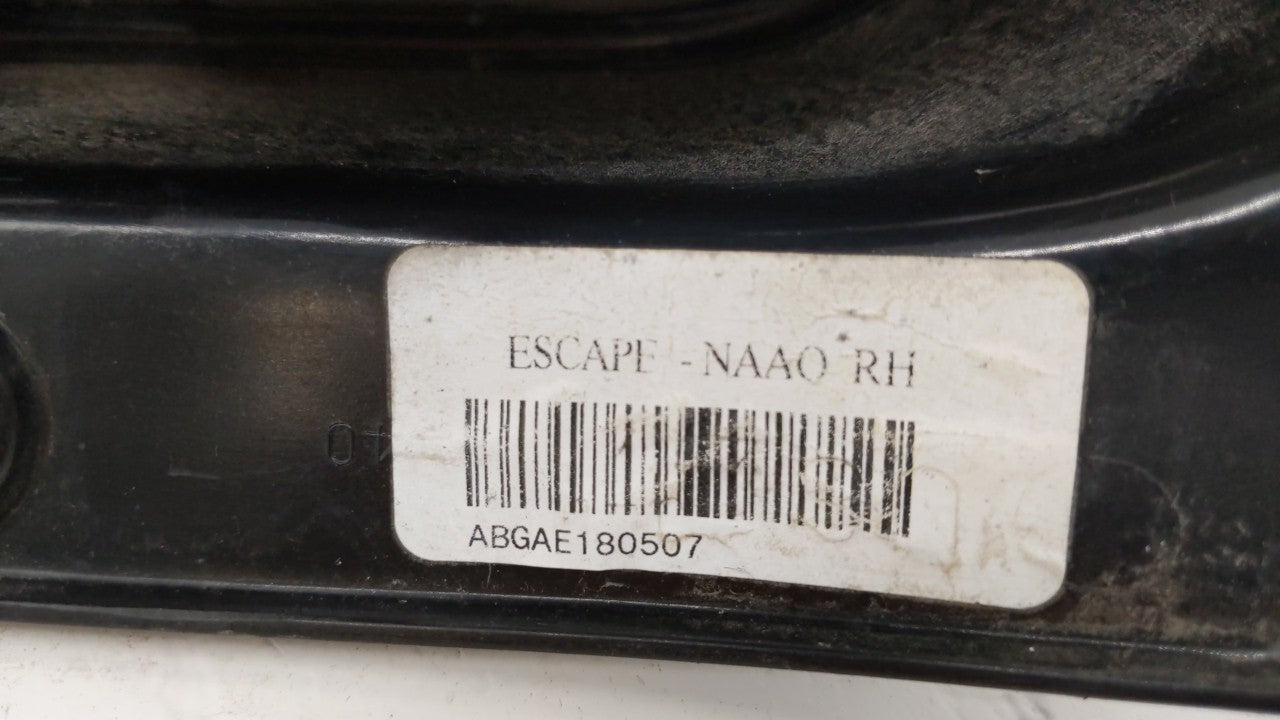 ESCAPE - NAAO RH
ABGAE180507